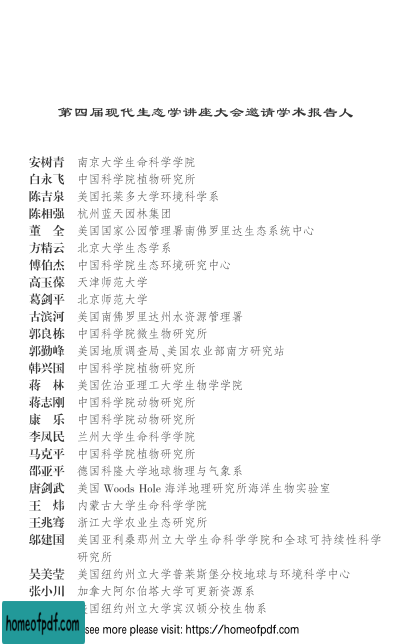 第四届现代生态学讲座大会邀请学术报告人
安树青 南京大学生命科学学院
白永飞 中国科学院植物研究所
陈吉泉 美国托莱多大学环境科学系
陈相强 杭州蓝天园林集团
董 全 美国国家公园管理署南佛罗里达生态系统中心
方精云 北京大学生态学系
傅伯杰 中国科学院生态环境研究中心
高玉葆 天津师范大学
葛剑平 北京师范大学
古滨河 美国南佛罗里达州水资源管理署
郭良栋 中国科学院微生物研究所
郭勤峰 美国地质调查局、美国农业部南方研究站
韩兴国 中国科学院植物研究所
蒋 林 美国佐治亚理工大学生物学学院
蒋志刚 中国科学院动物研究所
康 乐 中国科学院动物研究所
李凤民 兰州大学生命科学学院
马克平 中国科学院植物研究所
邵亚平 德国科隆大学地球物理与气象系
唐剑武 美国 Woods Hole 海洋地理研究所海洋生物实验室
王 炜 内蒙古大学生命科学学院
王兆骞 浙江大学农业生态研究所
邬建国 美国亚利桑那州立大学生命科学学院和全球可持续性科学
研究所
吴美莹 美国纽约州立大学普莱斯堡分校地球与环境科学中心
张小川 加拿大阿尔伯塔大学可更新资源系
美国纽约州立大学宾汉顿分校生物系
homeofpdf.com
see more please visit: https://homeofpdf.com